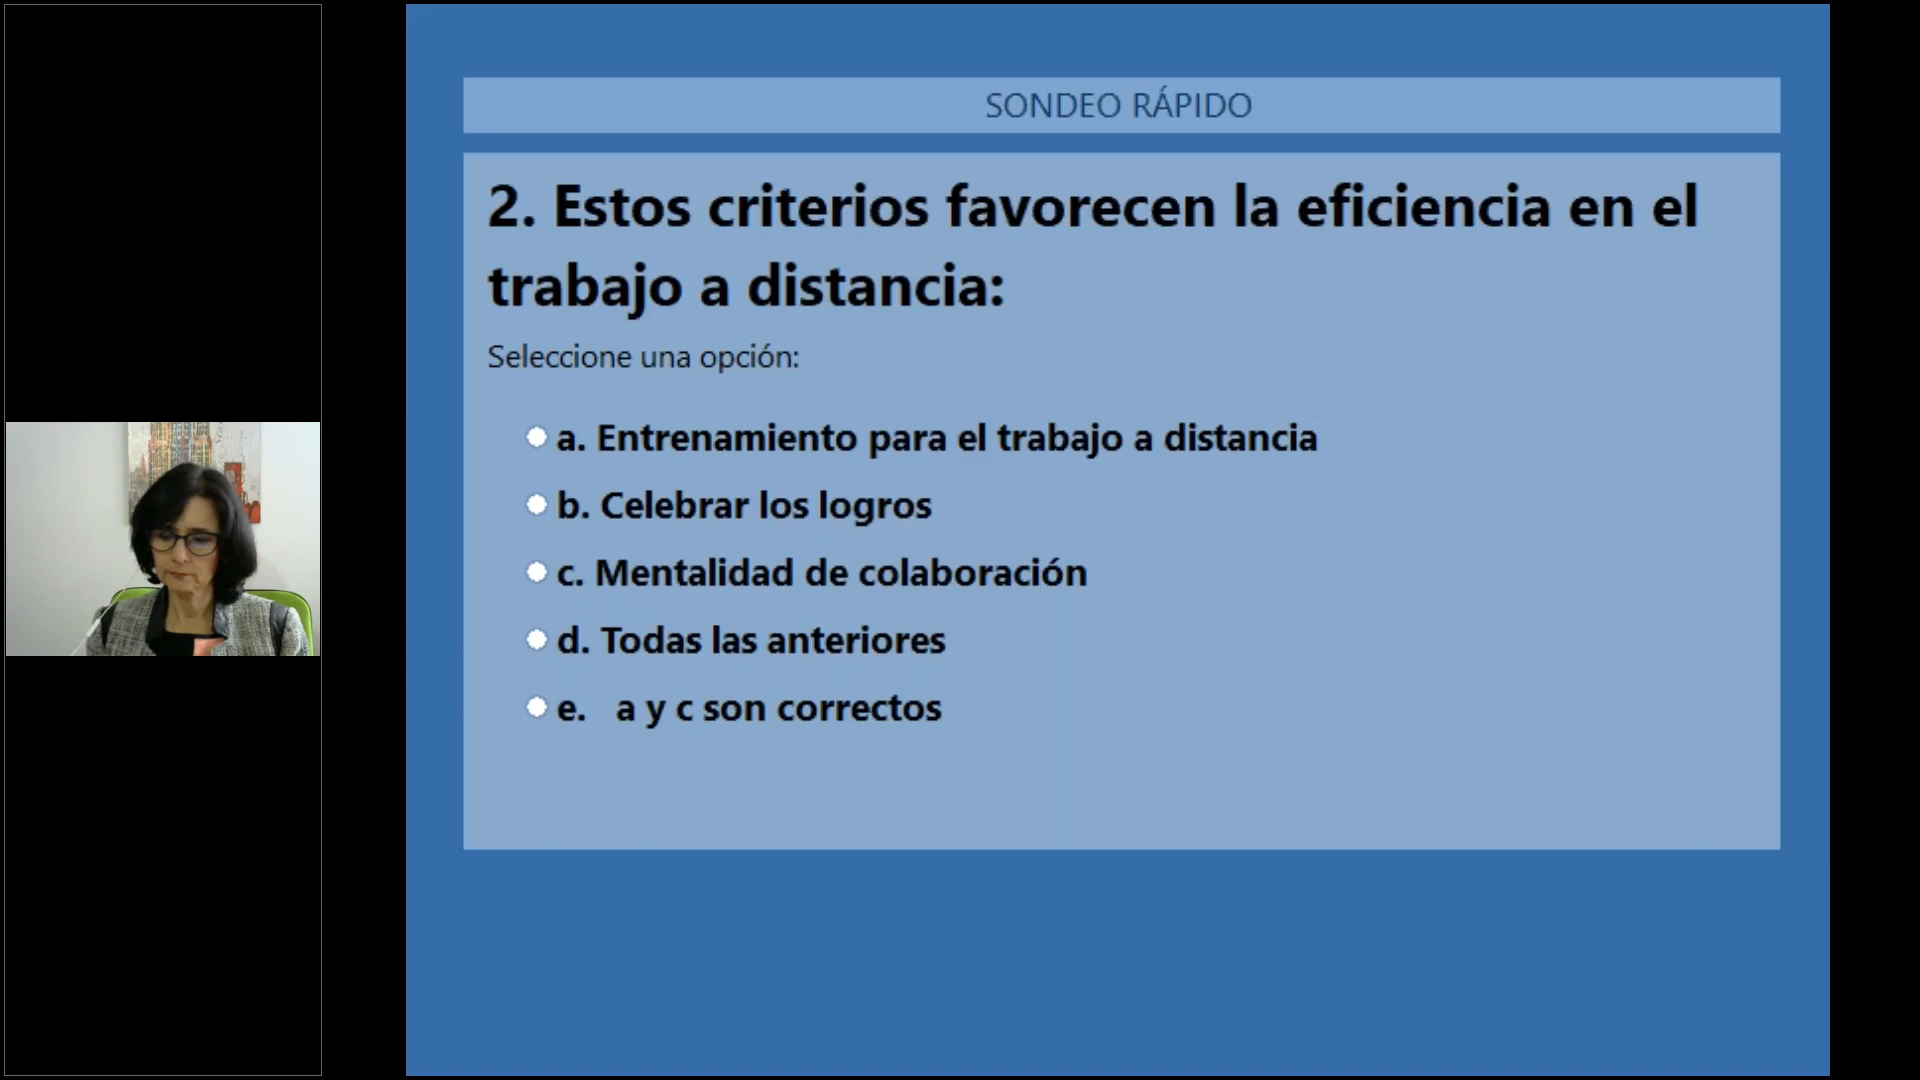 SONDEO RÁPIDO
2. Estos criterios favorecen la eficiencia en el
trabajo a distancia:
Seleccione una opción:
a. Entrenamiento para el trabajo a distancia
b. Celebrar los logros
c. Mentalidad de colaboración
d. Todas las anteriores
e. a y c son correctos